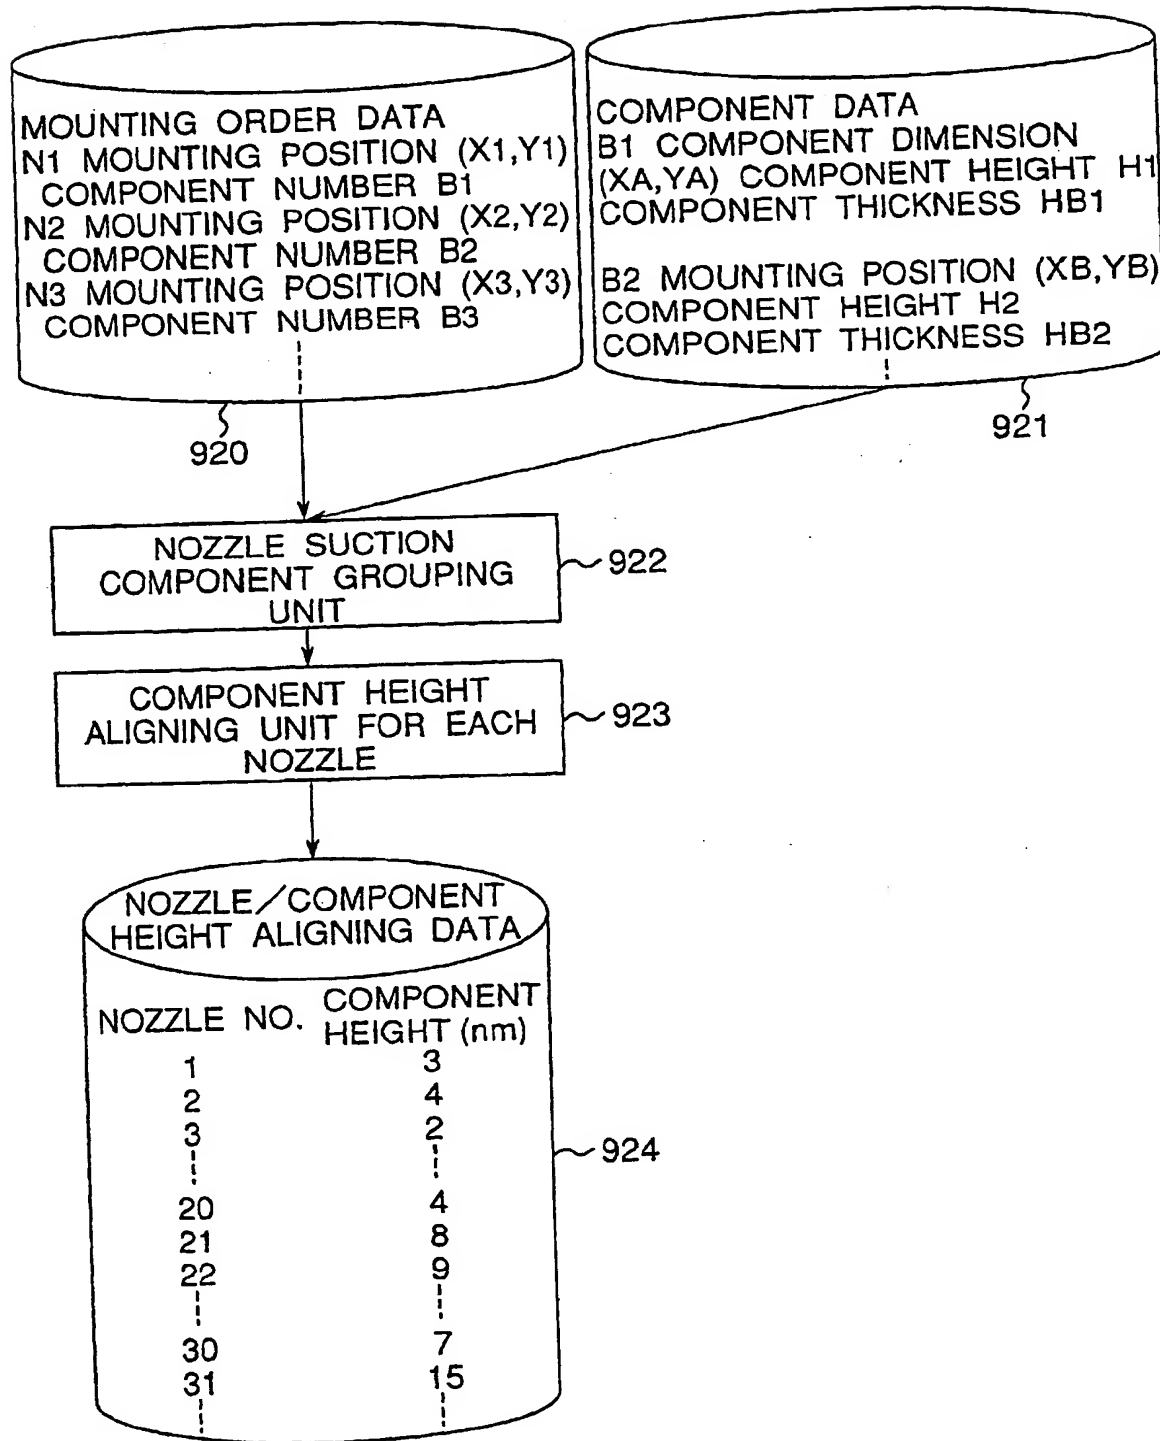 MOUNTING ORDER DATA
N1 MOUNTING POSITION (X1,Y1)
COMPONENT NUMBER B1
N2 MOUNTING POSITION (X2,Y2)
COMPONENT NUMBER B2
N3 MOUNTING POSITION (X3,Y3)
COMPONENT NUMBER B3
920
COMPONENT DATA
B1 COMPONENT DIMENSION
(XA,YA) COMPONENT HEIGHT H1
COMPONENT THICKNESS HB1
B2 MOUNTING POSITION (XB,YB)
COMPONENT HEIGHT H2
COMPONENT THICKNESS HB2
921
NOZZLE SUCTION
COMPONENT GROUPING
UNIT
922
COMPONENT HEIGHT
ALIGNING UNIT FOR EACH
NOZZLE
923
NOZZLE/COMPONENT
HEIGHT ALIGNING DATA
NOZZLE NO. COMPONENT
HEIGHT (nm)
1 3
2 4
3 2
924
20 4
21 8
22 9
30 7
31 15